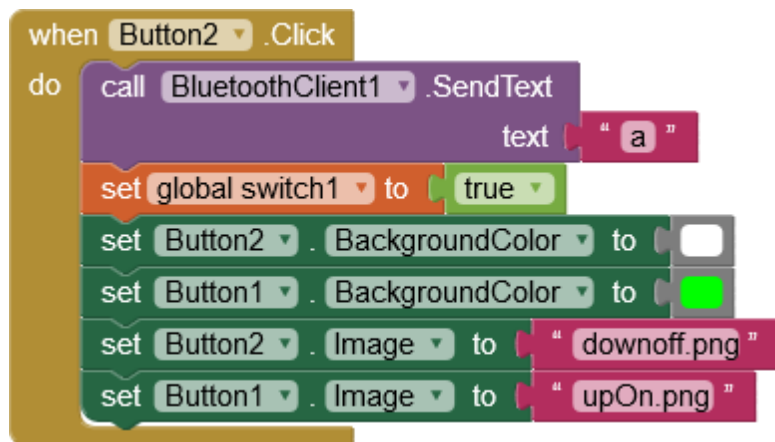 when Button2 .Click
do call BluetoothClient1 .SendText
text " a "
set global switch1 to true
set Button2 . BackgroundColor to
set Button1 . BackgroundColor to
set Button2 . Image to " downoff.png "
set Button1 . Image to " upOn.png "